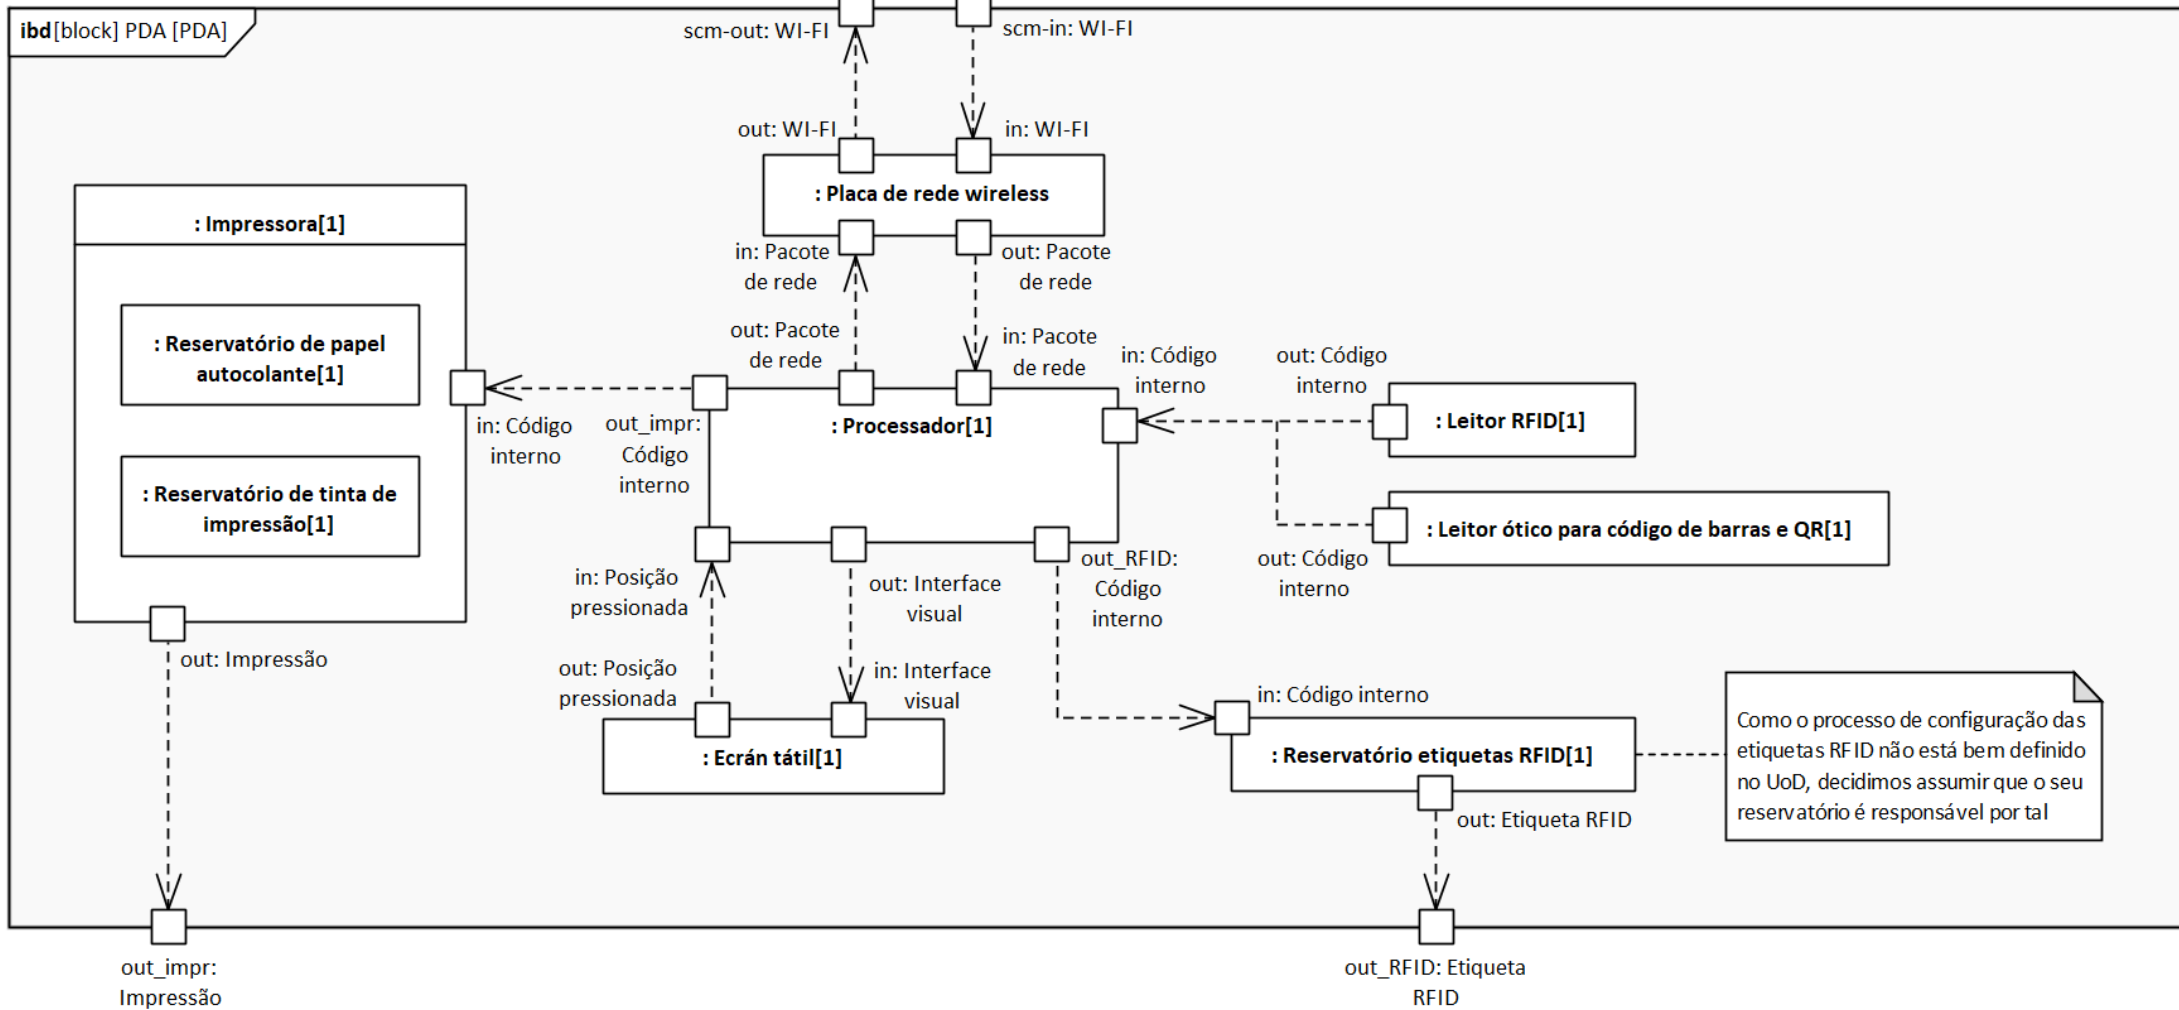 ibd [block] PDA [PDA]
scm-out: WI-FI
scm-in: WI-FI
out: WI-FI
in: WI-FI
: Placa de rede wireless
in: Pacote
de rede
out: Pacote
de rede
out: Pacote
de rede
in: Pacote
de rede
: Impressora[1]
: Reservatório de papel
autocolante[1]
: Reservatório de tinta de
impressão[1]
in: Código
interno
out_impr:
Código
interno
: Processador[1]
in: Código
interno
out: Código
interno
: Leitor RFID[1]
: Leitor ótico para código de barras e QR[1]
out: Código
interno
in: Posição
pressionada
out: Interface
visual
out_RFID:
Código
interno
out: Impressão
out: Posição
pressionada
in: Interface
visual
: Ecrán tátil[1]
in: Código interno
: Reservatório etiquetas RFID[1]
out: Etiqueta RFID
Como o processo de configuração das
etiquetas RFID não está bem definido
no UoD, decidimos assumir que o seu
reservatório é responsável por tal
out_impr:
Impressão
out_RFID: Etiqueta
RFID